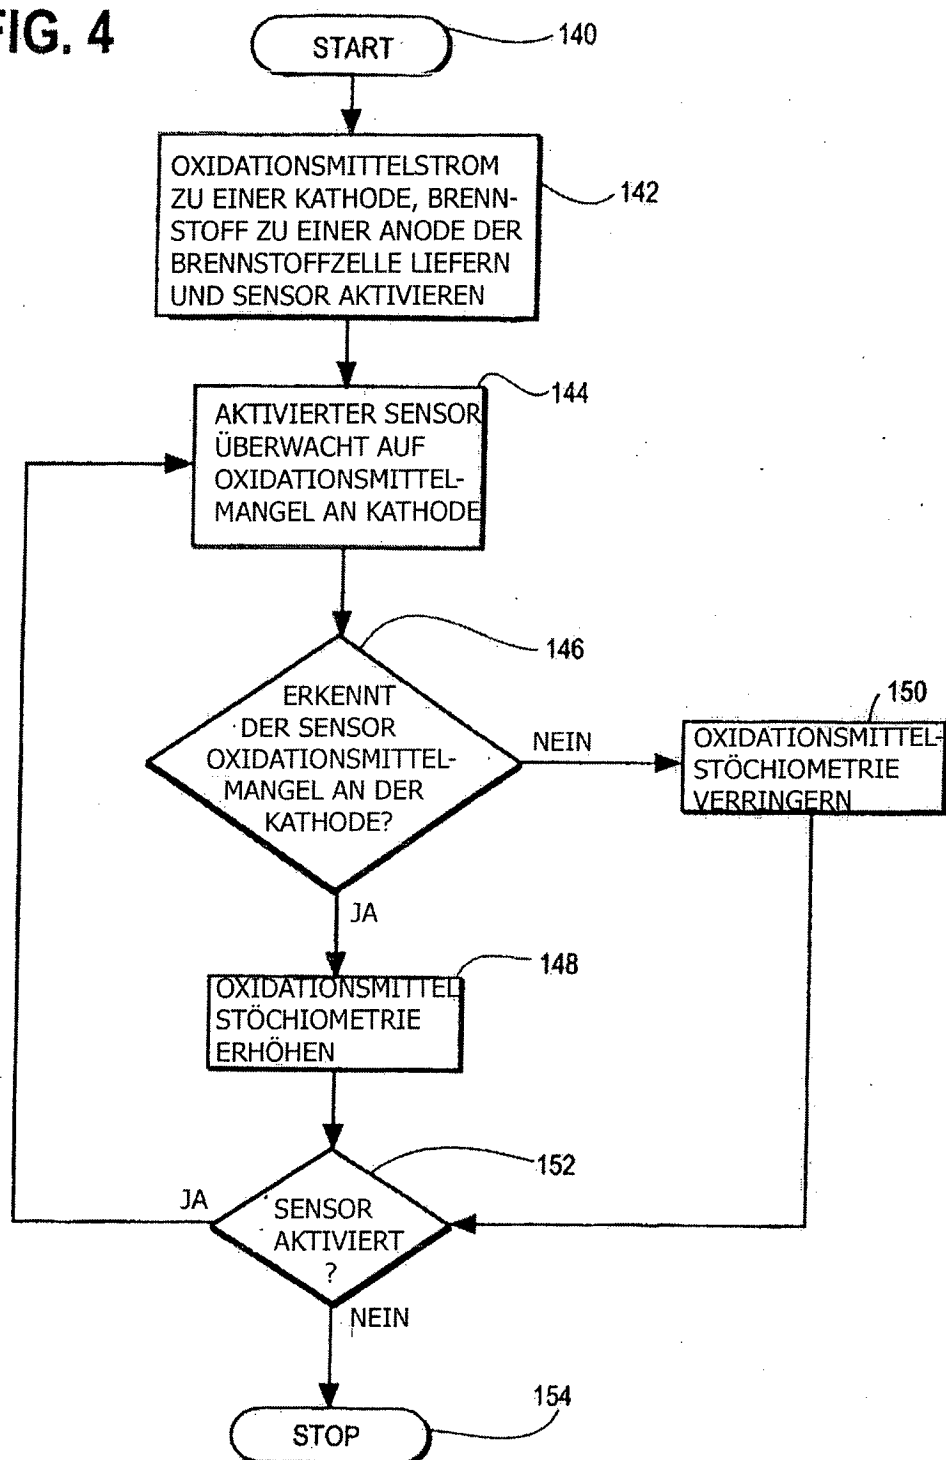 FIG. 4
START
140
OXIDATIONSMITTELSTROM
ZU EINER KATHODE, BRENN-
STOFF ZU EINER ANODE DER
BRENNSTOFFZELLE LIEFERN
UND SENSOR AKTIVIEREN
142
AKTIVIERTER SENSOR
ÜBERWACHT AUF
OXIDATIONSMITTEL-
MANGEL AN KATHODE
144
ERKENNT
DER SENSOR
OXIDATIONSMITTEL-
MANGEL AN DER
KATHODE?
146
NEIN
150
OXIDATIONSMITTEL-
STÖCHIOMETRIE
VERRINGERN
JA
148
OXIDATIONSMITTEL
STÖCHIOMETRIE
ERHÖHEN
152
JA
SENSOR
AKTIVIERT
?
NEIN
154
STOP